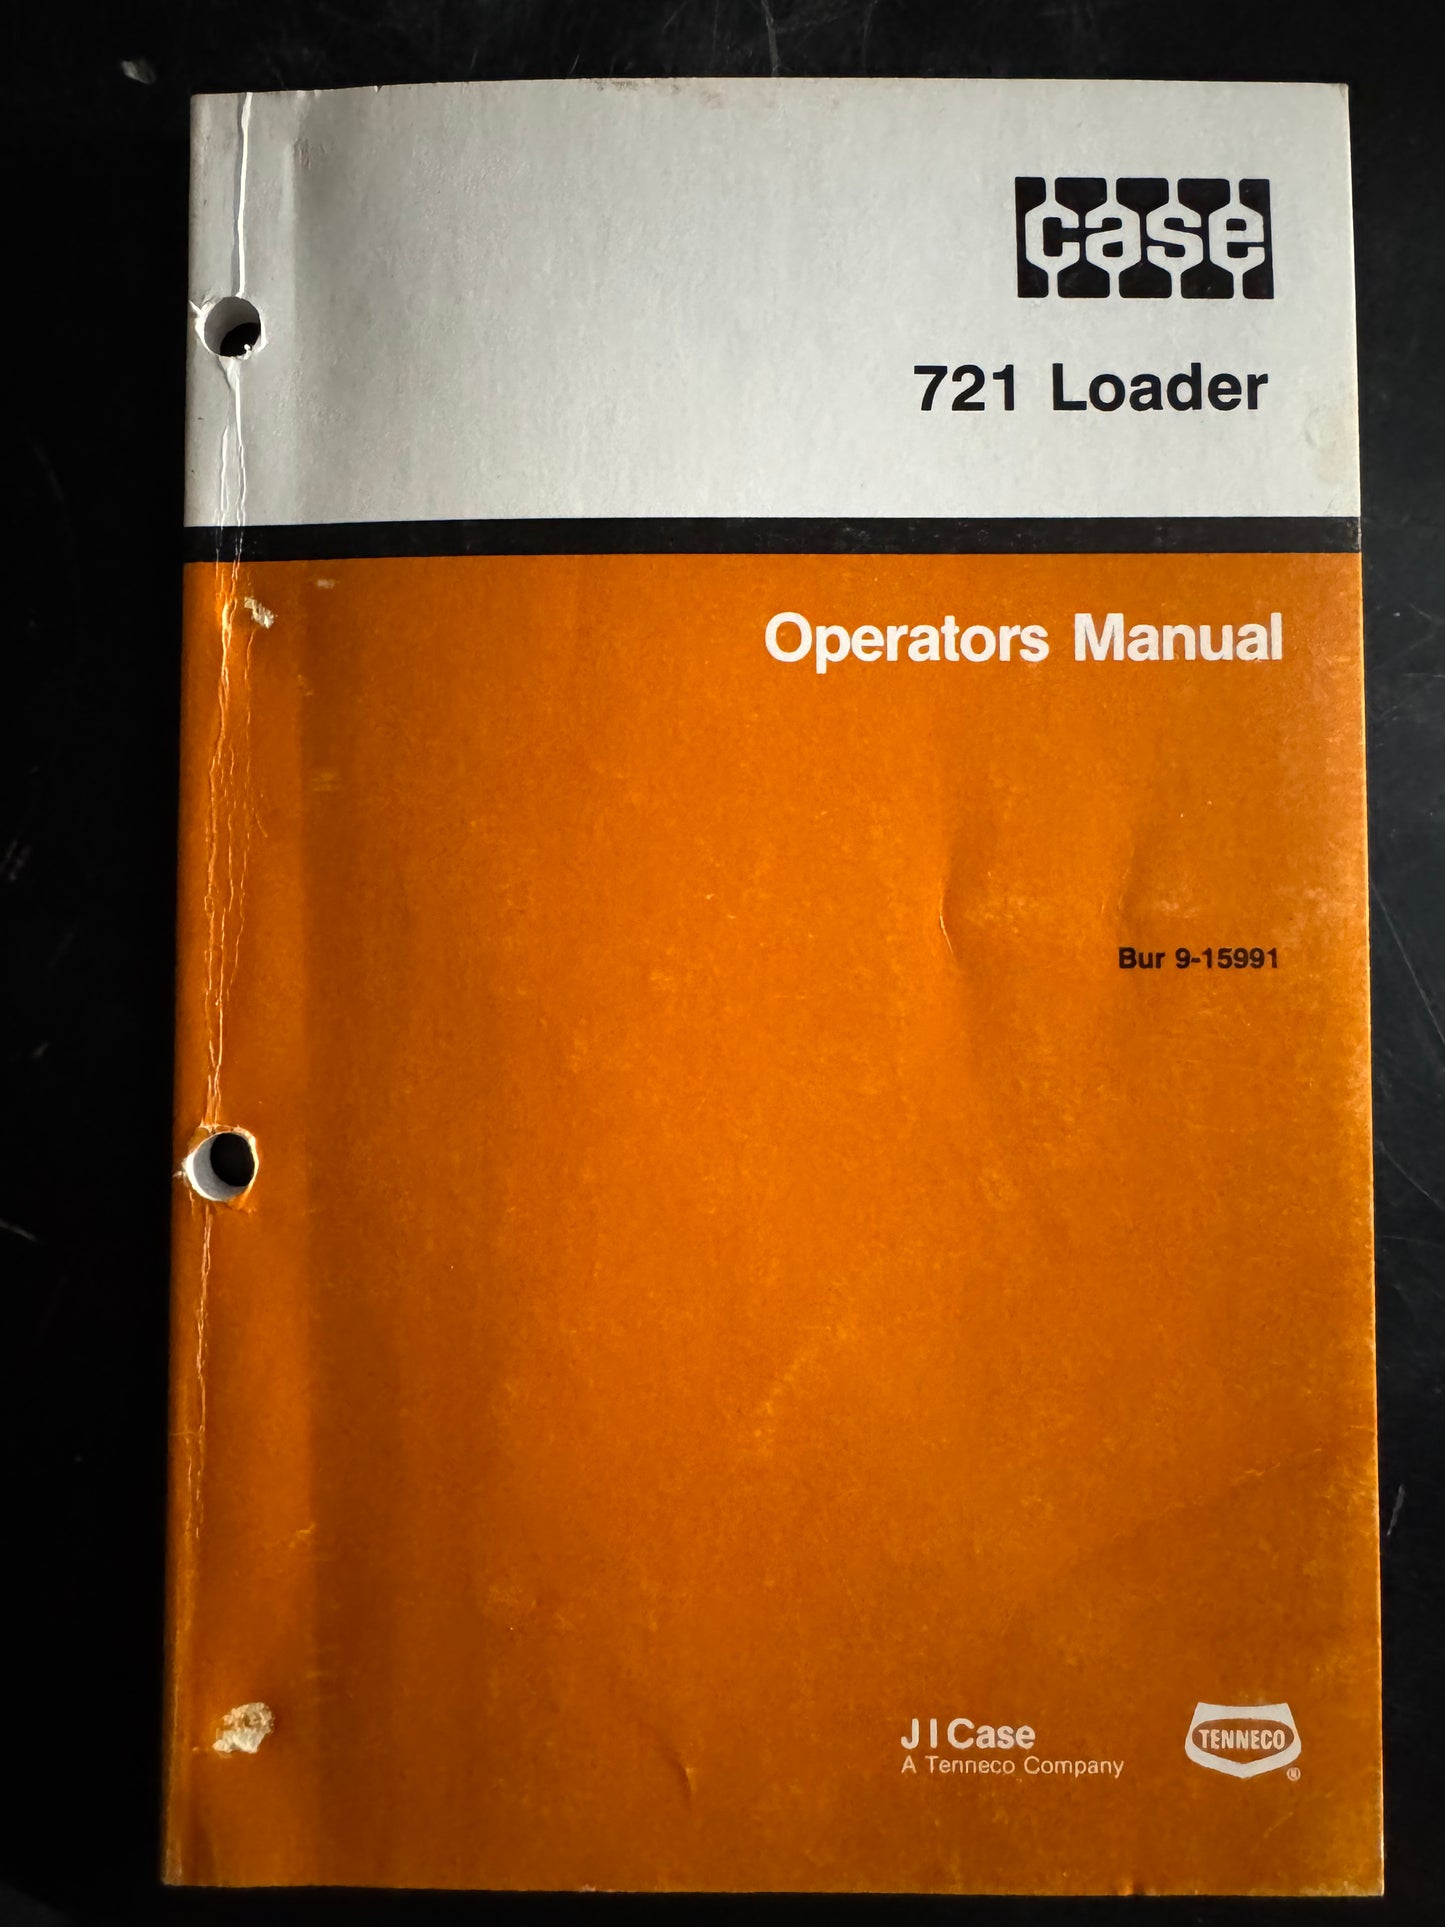 case
721 Loader
Operators Manual
Bur 9-15991
J I Case
A Tenneco Company
TENNECO
®